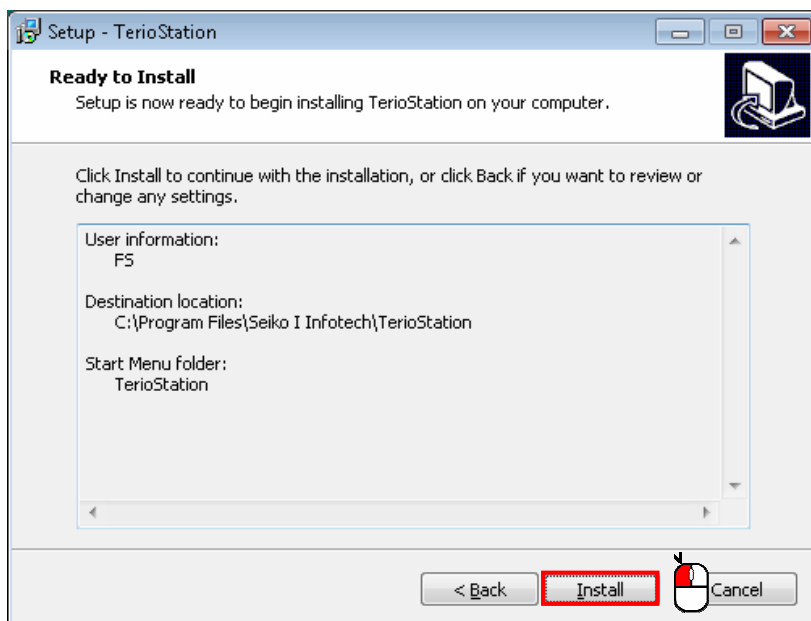 Setup - TerioStation
Ready to Install
Setup is now ready to begin installing TerioStation on your computer.
Click Install to continue with the installation, or click Back if you want to review or
change any settings.
User information:
FS
Destination location:
C:\Program Files\Seiko I Infotech\TerioStation
Start Menu folder:
TerioStation
< Back
Install
Cancel